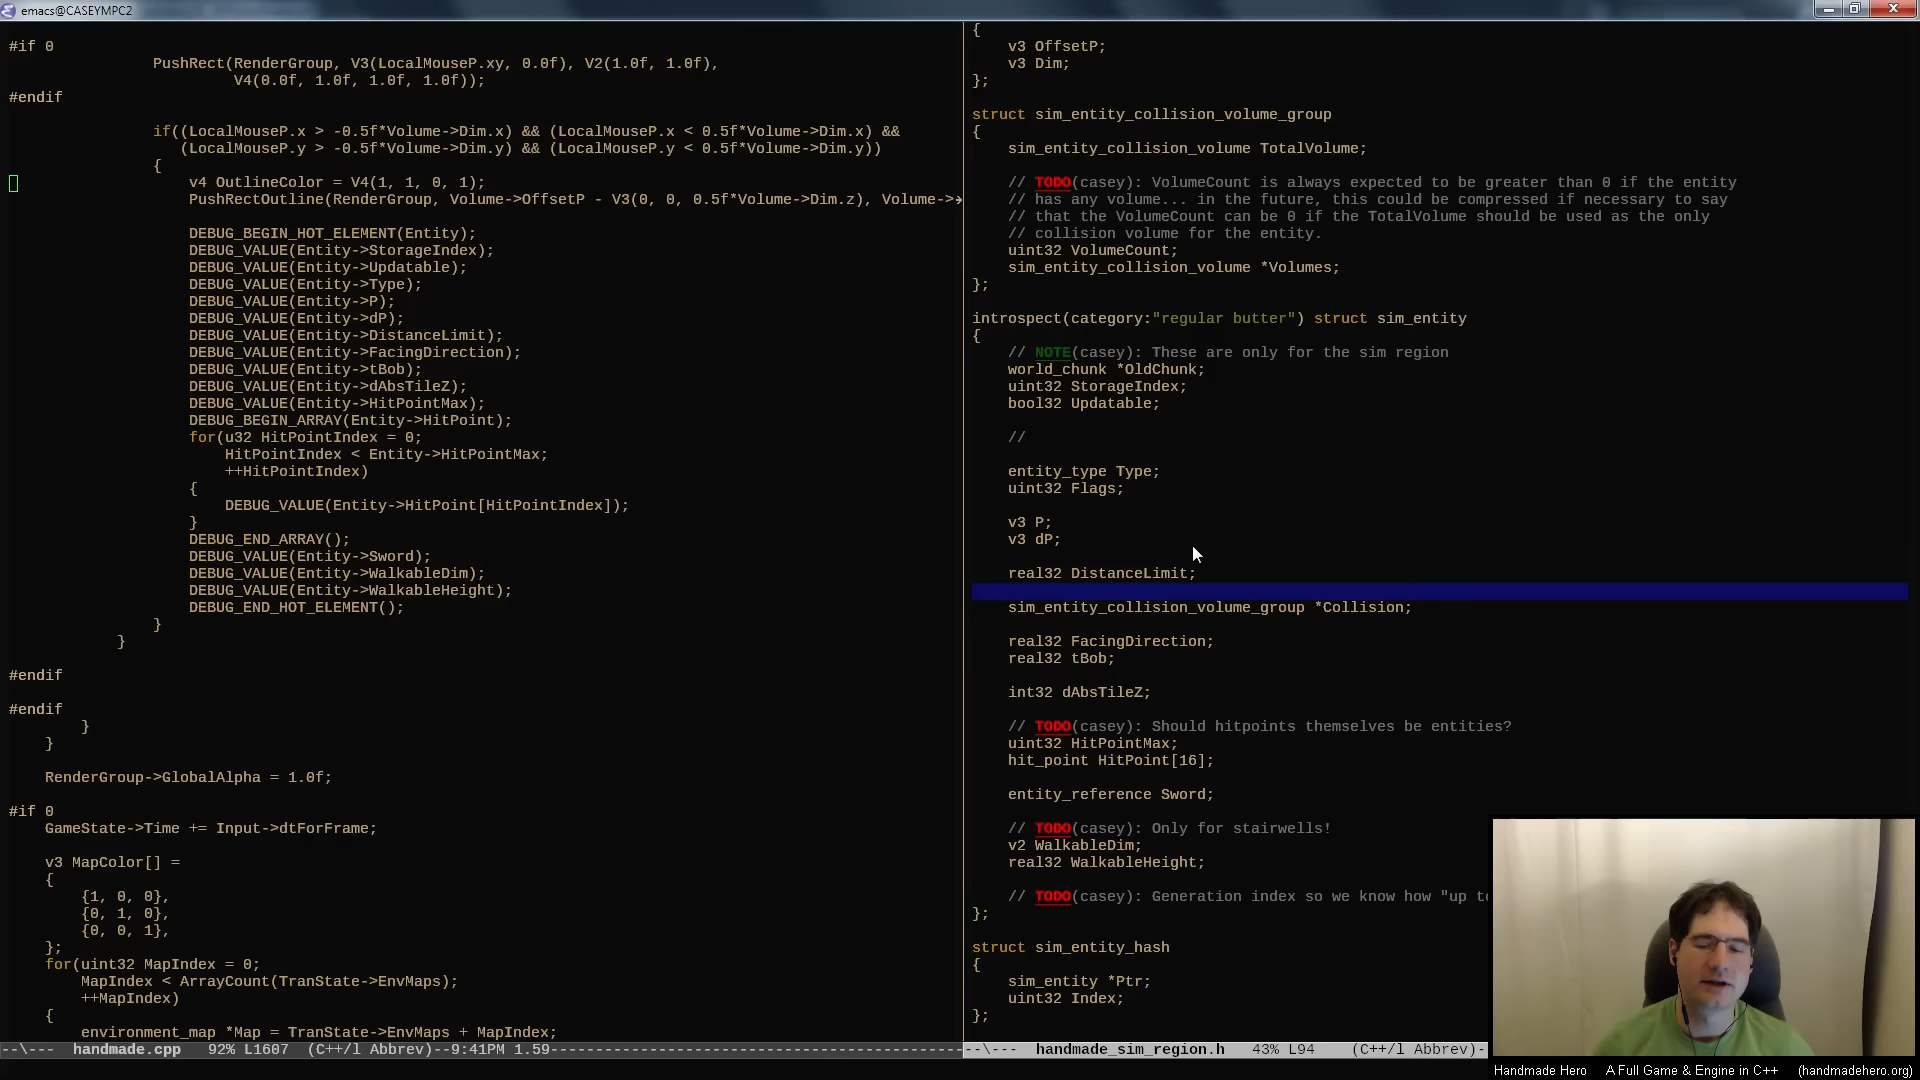 emacs@CASEYMPC2
#if 0
PushRect(RenderGroup, V3(LocalMouseP.xy, 0.0f), V2(1.0f, 1.0f),
V4(0.0f, 1.0f, 1.0f, 1.0f));
#endif
if((LocalMouseP.x > -0.5f*Volume->Dim.x) && (LocalMouseP.x < 0.5f*Volume->Dim.x) &&
(LocalMouseP.y > -0.5f*Volume->Dim.y) && (LocalMouseP.y < 0.5f*Volume->Dim.y))
{
v4 OutlineColor = V4(1, 1, 0, 1);
PushRectOutline(RenderGroup, Volume->OffsetP - V3(0, 0, 0.5f*Volume->Dim.z), Volume->
DEBUG_BEGIN_HOT_ELEMENT(Entity);
DEBUG_VALUE(Entity->StorageIndex);
DEBUG_VALUE(Entity->Updatable);
DEBUG_VALUE(Entity->Type);
DEBUG_VALUE(Entity->P);
DEBUG_VALUE(Entity->dP);
DEBUG_VALUE(Entity->DistanceLimit);
DEBUG_VALUE(Entity->FacingDirection);
DEBUG_VALUE(Entity->tBob);
DEBUG_VALUE(Entity->dAbsTileZ);
DEBUG_VALUE(Entity->HitPointMax);
DEBUG_BEGIN_ARRAY(Entity->HitPoint);
for(u32 HitPointIndex = 0;
HitPointIndex < Entity->HitPointMax;
++HitPointIndex)
{
DEBUG_VALUE(Entity->HitPoint[HitPointIndex]);
}
DEBUG_END_ARRAY();
DEBUG_VALUE(Entity->Sword);
DEBUG_VALUE(Entity->WalkableDim);
DEBUG_VALUE(Entity->WalkableHeight);
DEBUG_END_HOT_ELEMENT();
}
}
#endif
#endif
}
}
RenderGroup->GlobalAlpha = 1.0f;
#if 0
GameState->Time += Input->dtForFrame;
v3 MapColor[] =
{
{1, 0, 0},
{0, 1, 0},
{0, 0, 1},
};
for(uint32 MapIndex = 0;
MapIndex < ArrayCount(TranState->EnvMaps);
++MapIndex)
{
environment_map *Map = TranState->EnvMaps + MapIndex;
--\--- handmade.cpp 92% L1607 (C++/l Abbrev)--9:41PM 1.59
{
v3 OffsetP;
v3 Dim;
};
struct sim_entity_collision_volume_group
{
sim_entity_collision_volume TotalVolume;
// TODO(casey): VolumeCount is always expected to be greater than 0 if the entity
// has any volume... in the future, this could be compressed if necessary to say
// that the VolumeCount can be 0 if the TotalVolume should be used as the only
// collision volume for the entity.
uint32 VolumeCount;
sim_entity_collision_volume *Volumes;
};
introspect(category:"regular butter") struct sim_entity
{
// NOTE(casey): These are only for the sim region
world_chunk *OldChunk;
uint32 StorageIndex;
bool32 Updatable;
//
entity_type Type;
uint32 Flags;
v3 P;
v3 dP;
real32 DistanceLimit;
sim_entity_collision_volume_group *Collision;
real32 FacingDirection;
real32 tBob;
int32 dAbsTileZ;
// TODO(casey): Should hitpoints themselves be entities?
uint32 HitPointMax;
hit_point HitPoint[16];
entity_reference Sword;
// TODO(casey): Only for stairwells!
v2 WalkableDim;
real32 WalkableHeight;
// TODO(casey): Generation index so we know how "up to
};
struct sim_entity_hash
{
sim_entity *Ptr;
uint32 Index;
};
--\--- handmade_sim_region.h 43% L94 (C++/l Abbrev)-
Handmade Hero A Full Game & Engine in C++ (handmadehero.org)